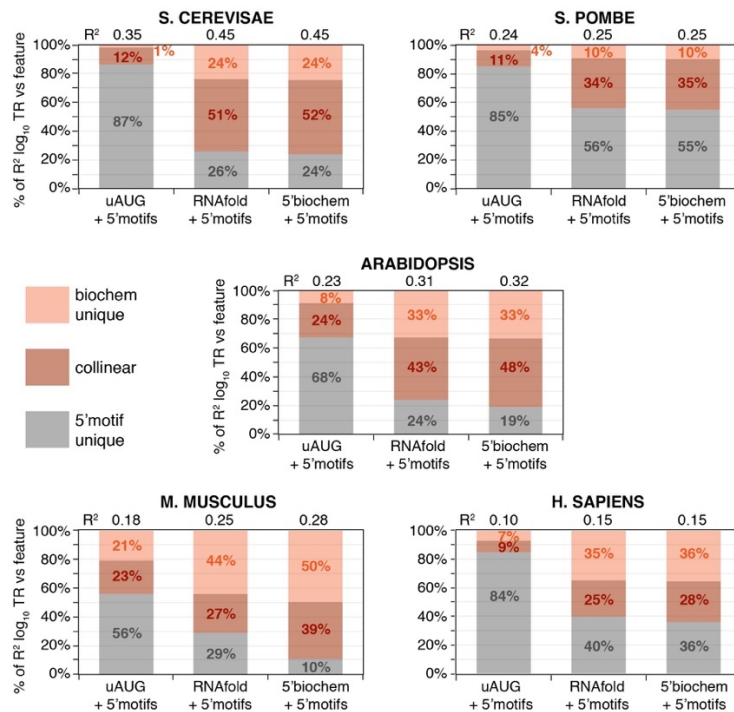 S. CEREVISAE
R² 0.35 0.45 0.45
% of R² log₁₀ TR vs feature
100%
80%
60%
40%
20%
0%
1%
12%
87%
24%
51%
26%
24%
52%
24%
uAUG
+ 5'motifs
RNAfold
+ 5'motifs
5'biochem
+ 5'motifs
S. POMBE
R² 0.24 0.25 0.25
% of R² log₁₀ TR vs feature
100%
80%
60%
40%
20%
0%
4%
11%
85%
10%
34%
56%
10%
35%
55%
uAUG
+ 5'motifs
RNAfold
+ 5'motifs
5'biochem
+ 5'motifs
biochem
unique
collinear
5'motif
unique
ARABIDOPSIS
R² 0.23 0.31 0.32
% of R² log₁₀ TR vs feature
100%
80%
60%
40%
20%
0%
8%
24%
68%
33%
43%
24%
33%
48%
19%
uAUG
+ 5'motifs
RNAfold
+ 5'motifs
5'biochem
+ 5'motifs
M. MUSCULUS
R² 0.18 0.25 0.28
% of R² log₁₀ TR vs feature
100%
80%
60%
40%
20%
0%
21%
23%
56%
44%
27%
29%
50%
39%
10%
uAUG
+ 5'motifs
RNAfold
+ 5'motifs
5'biochem
+ 5'motifs
H. SAPIENS
R² 0.10 0.15 0.15
% of R² log₁₀ TR vs feature
100%
80%
60%
40%
20%
0%
7%
9%
84%
35%
25%
40%
36%
28%
36%
uAUG
+ 5'motifs
RNAfold
+ 5'motifs
5'biochem
+ 5'motifs